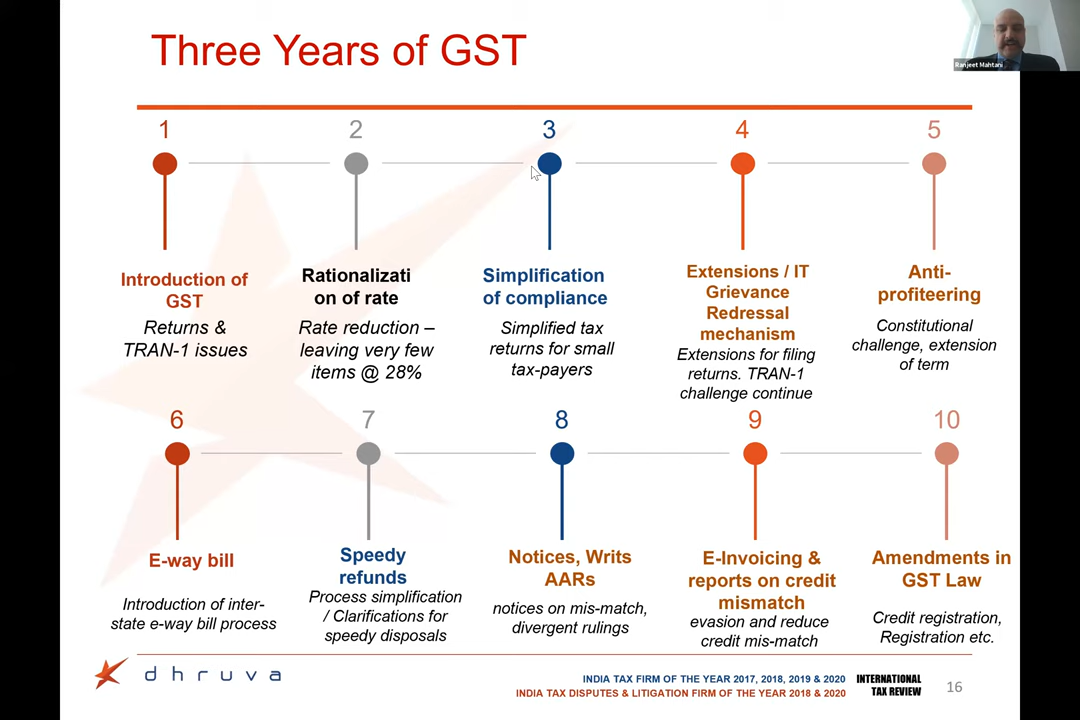 Three Years of GST
Ranjeet Mahtani
1
2
3
4
5
Introduction of
GST
Returns &
TRAN-1 issues
Rationalizati
on of rate
Rate reduction –
leaving very few
items @ 28%
Simplification
of compliance
Simplified tax
returns for small
tax-payers
Extensions / IT
Grievance
Redressal
mechanism
Extensions for filing
returns. TRAN-1
challenge continue
Anti-
profiteering
Constitutional
challenge, extension
of term
6
7
8
9
10
E-way bill
Introduction of inter-
state e-way bill process
Speedy
refunds
Process simplification
/ Clarifications for
speedy disposals
Notices, Writs
AARs
notices on mis-match,
divergent rulings
E-Invoicing &
reports on credit
mismatch
evasion and reduce
credit mis-match
Amendments in
GST Law
Credit registration,
Registration etc.
dhruva
INDIA TAX FIRM OF THE YEAR 2017, 2018, 2019 & 2020
INDIA TAX DISPUTES & LITIGATION FIRM OF THE YEAR 2018 & 2020
INTERNATIONAL
TAX REVIEW
16